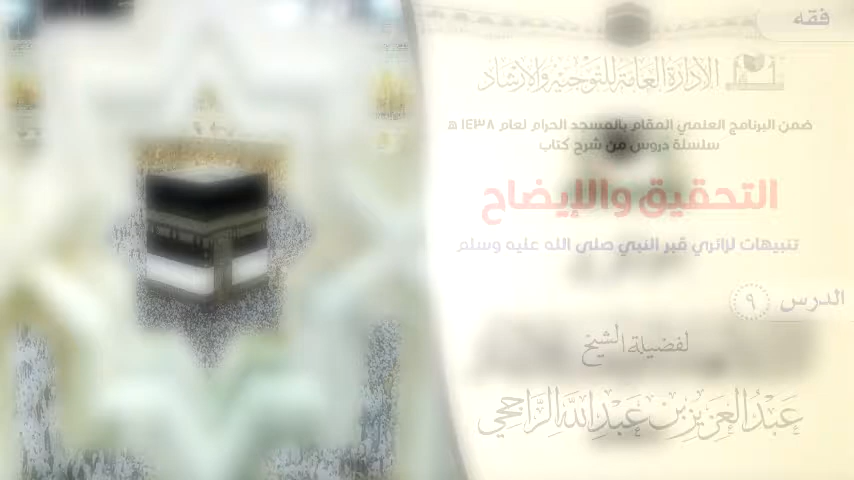 فقه
الإدارة العامة للتوجيه والإرشاد
ضمن البرنامج العلمي المقام بالمسجد الحرام لعام ١٤٣٨ هـ
سلسلة دروس من شرح كتاب
التحقيق والإيضاح
تنبيهات لزائري قبر النبي صلى الله عليه وسلم
الدرس ٩
لفضيلة الشيخ
عبد العزيز بن عبد الله الراجحي